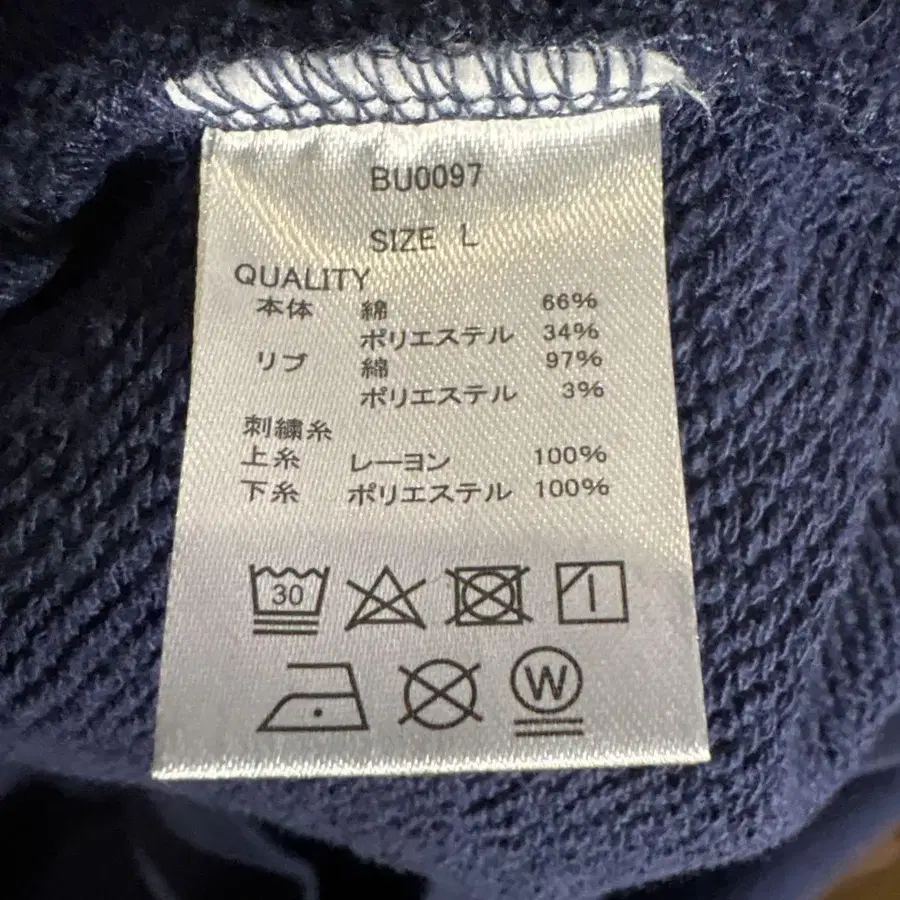 BU0097
SIZE L
QUALITY
本体 綿 66%
ポリエステル 34%
リブ 綿 97%
ポリエステル 3%
刺繍糸
上糸 レーヨン 100%
下糸 ポリエステル 100%
30
W